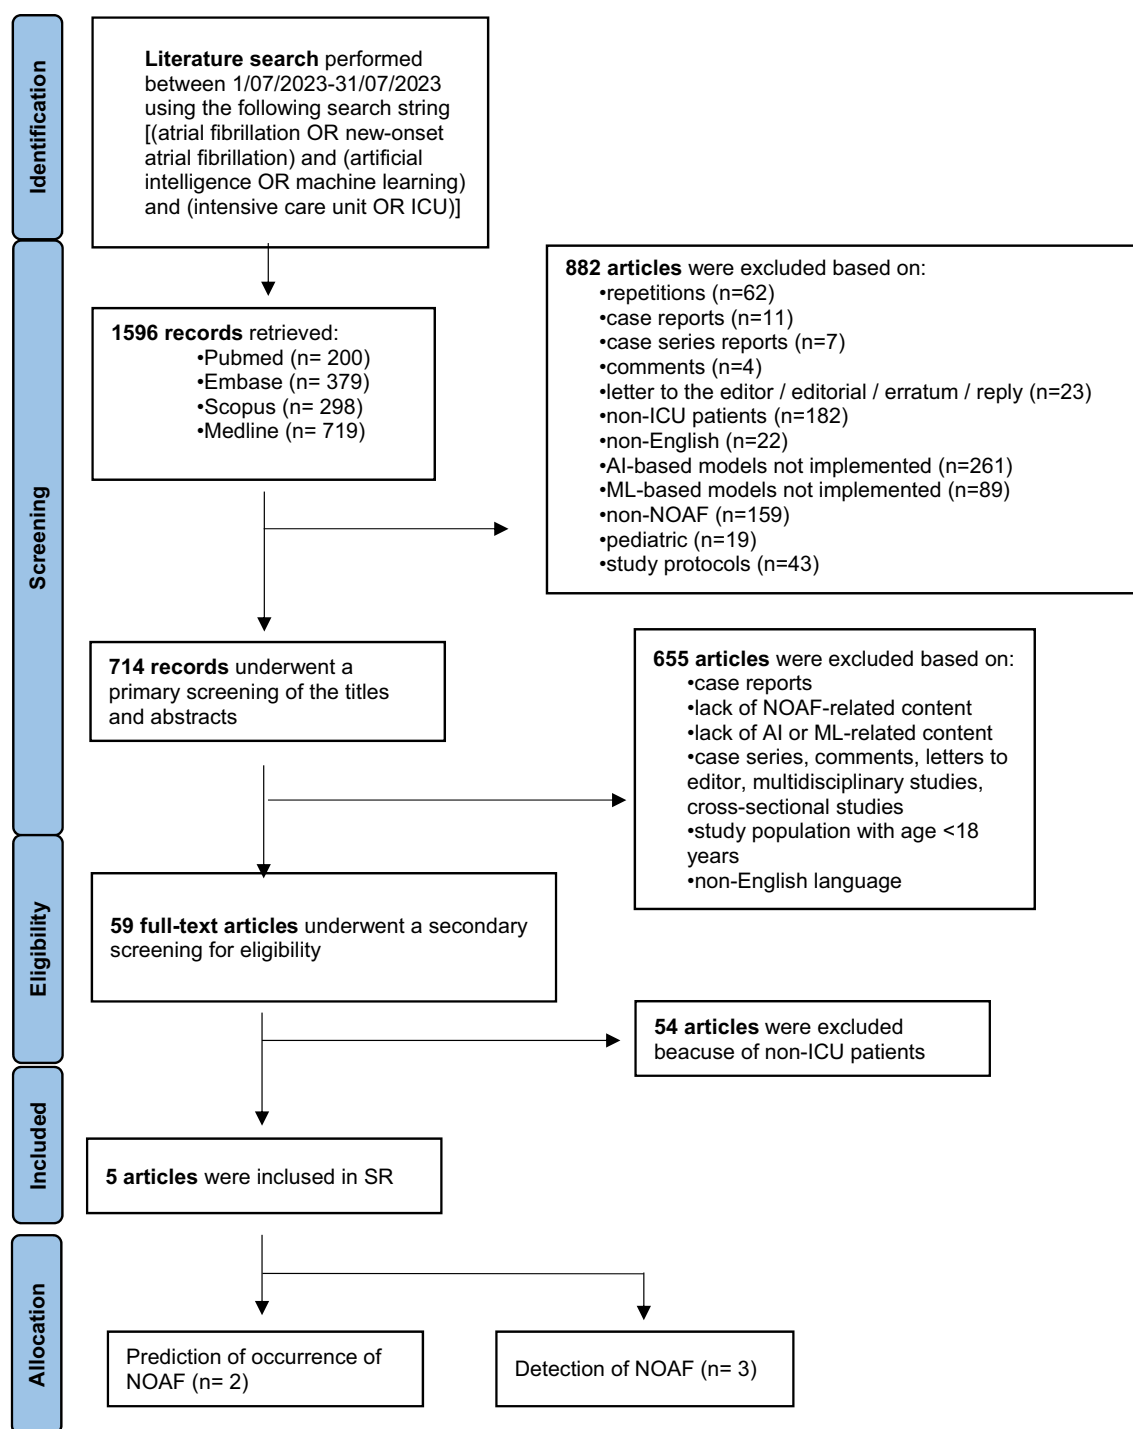 Identification
Literature search performed
between 1/07/2023-31/07/2023
using the following search string
[(atrial fibrillation OR new-onset
atrial fibrillation) and (artificial
intelligence OR machine learning)
and (intensive care unit OR ICU)]
Screening
1596 records retrieved:
•Pubmed (n= 200)
•Embase (n= 379)
•Scopus (n= 298)
•Medline (n= 719)
882 articles were excluded based on:
•repetitions (n=62)
•case reports (n=11)
•case series reports (n=7)
•comments (n=4)
•letter to the editor / editorial / erratum / reply (n=23)
•non-ICU patients (n=182)
•non-English (n=22)
•AI-based models not implemented (n=261)
•ML-based models not implemented (n=89)
•non-NOAF (n=159)
•pediatric (n=19)
•study protocols (n=43)
714 records underwent a
primary screening of the titles
and abstracts
655 articles were excluded based on:
•case reports
•lack of NOAF-related content
•lack of AI or ML-related content
•case series, comments, letters to
editor, multidisciplinary studies,
cross-sectional studies
•study population with age <18
years
•non-English language
Eligibility
59 full-text articles underwent a secondary
screening for eligibility
54 articles were excluded
beacuse of non-ICU patients
Included
5 articles were inclused in SR
Allocation
Prediction of occurrence of
NOAF (n= 2)
Detection of NOAF (n= 3)